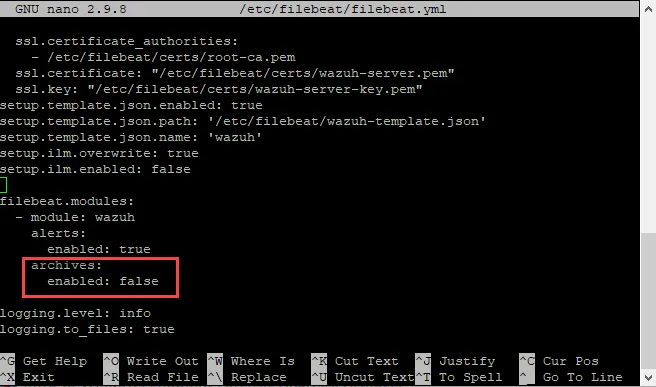 GNU nano 2.9.8 /etc/filebeat/filebeat.yml
ssl.certificate_authorities:
- /etc/filebeat/certs/root-ca.pem
ssl.certificate: "/etc/filebeat/certs/wazuh-server.pem"
ssl.key: "/etc/filebeat/certs/wazuh-server-key.pem"
setup.template.json.enabled: true
setup.template.json.path: '/etc/filebeat/wazuh-template.json'
setup.template.json.name: 'wazuh'
setup.ilm.overwrite: true
setup.ilm.enabled: false
filebeat.modules:
- module: wazuh
alerts:
enabled: true
archives:
enabled: false
logging.level: info
logging.to_files: true
^G Get Help ^O Write Out ^W Where Is ^K Cut Text ^J Justify ^C Cur Pos
^X Exit ^R Read File ^\ Replace ^U Uncut Text ^T To Spell ^_ Go To Line